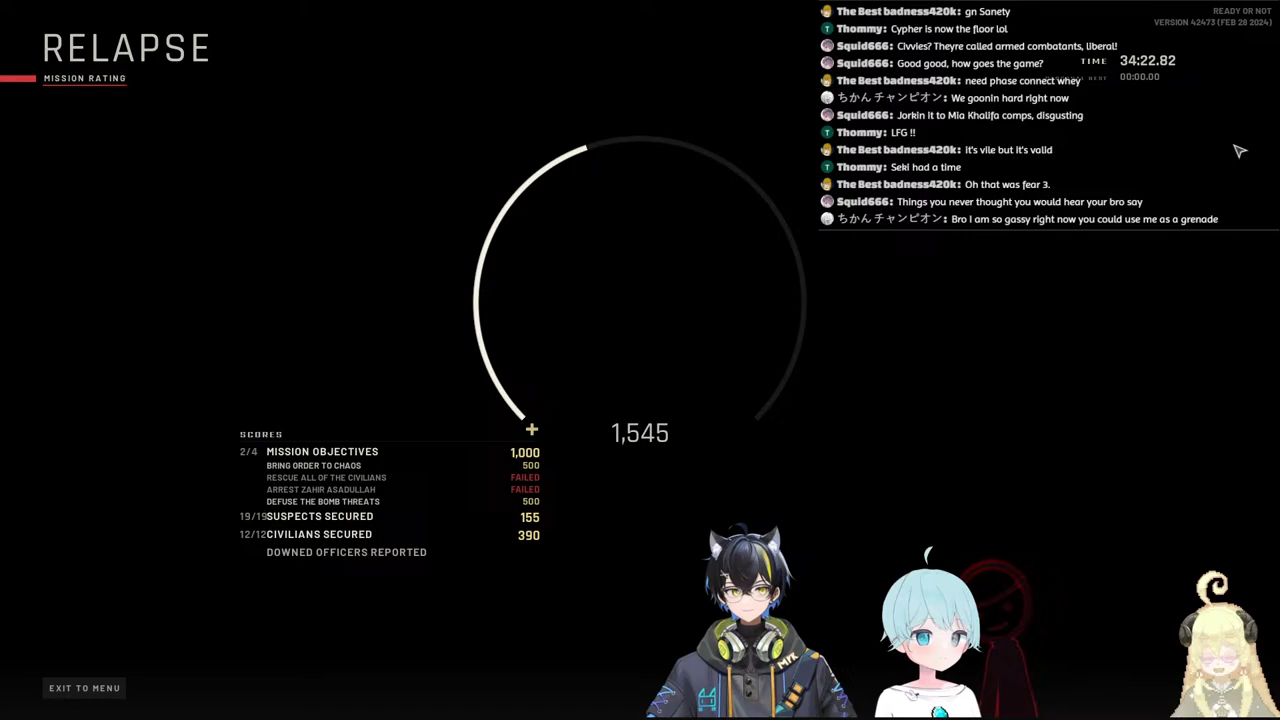 RELAPSE
MISSION RATING
The Best badness420k: gn Sanety
Thommy: Cypher is now the floor lol
Squid666: Civvies? Theyre called armed combatants, liberal!
Squid666: Good good, how goes the game?
The Best badness420k: need phase connect whey
ちかん チャンピオン: We goonin hard right now
Squid666: Jorkin it to Mia Khalifa comps, disgusting
Thommy: LFG !!
The Best badness420k: it's vile but it's valid
Thommy: Seki had a time
The Best badness420k: Oh that was fear 3.
Squid666: Things you never thought you would hear your bro say
ちかん チャンピオン: Bro I am so gassy right now you could use me as a grenade
READY OR NOT
VERSION 42473 (FEB 28 2024)
TIME 34:22.82
BEST 00:00.00
1,545
SCORES +
2/4 MISSION OBJECTIVES 1,000
BRING ORDER TO CHAOS 500
RESCUE ALL OF THE CIVILIANS FAILED
ARREST ZAHIR ASADULLAH FAILED
DEFUSE THE BOMB THREATS 500
19/19 SUSPECTS SECURED 155
12/12 CIVILIANS SECURED 390
DOWNED OFFICERS REPORTED
EXIT TO MENU